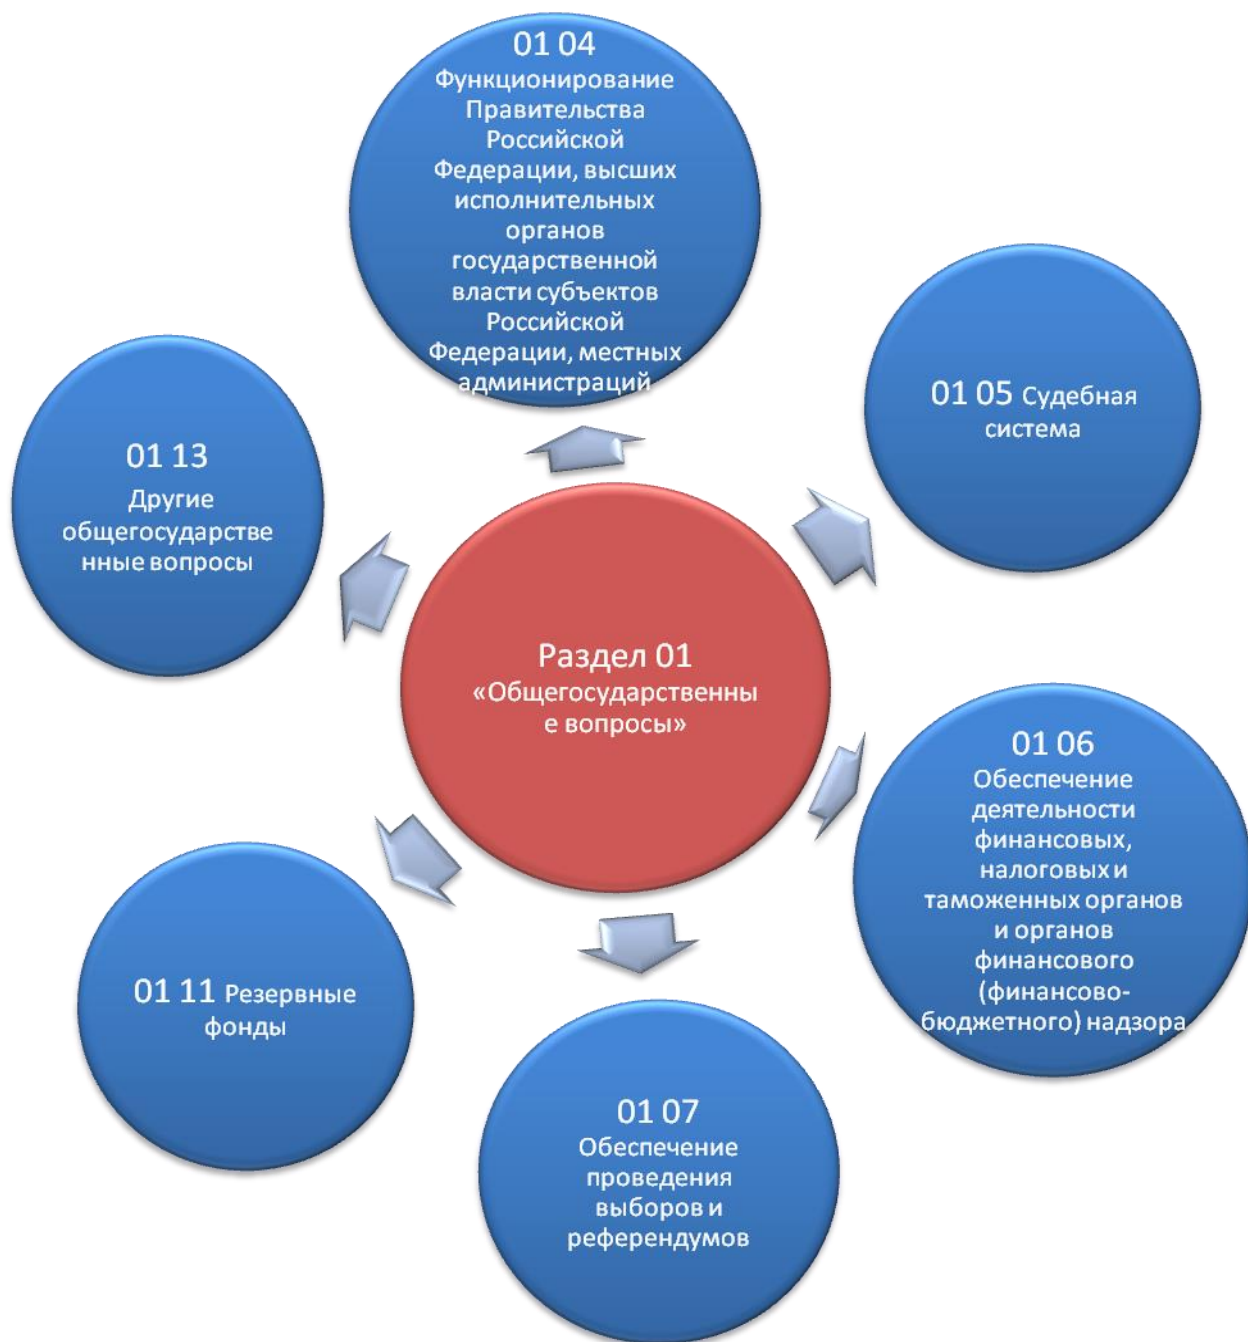 01 04
Функционирование
Правительства
Российской
Федерации, высших
исполнительных
органов
государственной
власти субъектов
Российской
Федерации, местных
администраций
01 05 Судебная
система
01 13
Другие
общегосударстве
нные вопросы
Раздел 01
«Общегосударственны
е вопросы»
01 06
Обеспечение
деятельности
финансовых,
налоговых и
таможенных органов
и органов
финансового
(финансово-
бюджетного) надзора
01 11 Резервные
фонды
01 07
Обеспечение
проведения
выборов и
референдумов